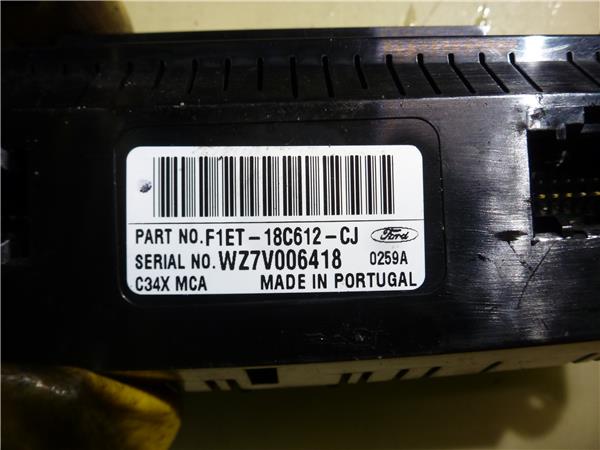 PART NO. F1ET-18C612-CJ Ford
SERIAL NO. WZ7V006418 0259A
C34X MCA MADE IN PORTUGAL